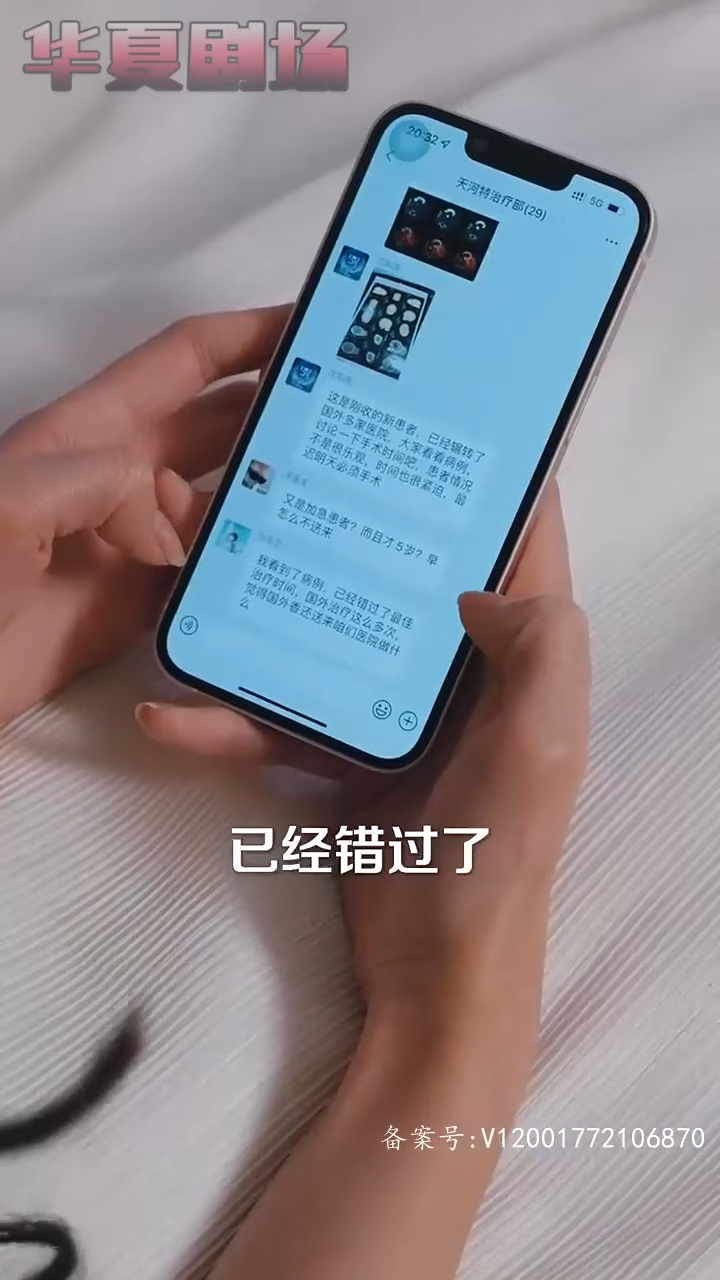 华夏剧场
20:32
5G
天河特治疗部(29)
这是刚收的新患者，已经辗转了
国外多家医院，大家看看病例，
讨论一下手术时间吧，患者情况
不是很乐观，时间也很紧迫，最
迟明天必须手术
又是加急患者？而且才5岁？早
怎么不送来
我看到了病例，已经错过了最佳
治疗时间，国外治疗这么多次，
觉得国外香还送来咱们医院做什
么
已经错过了
备案号:V12001772106870